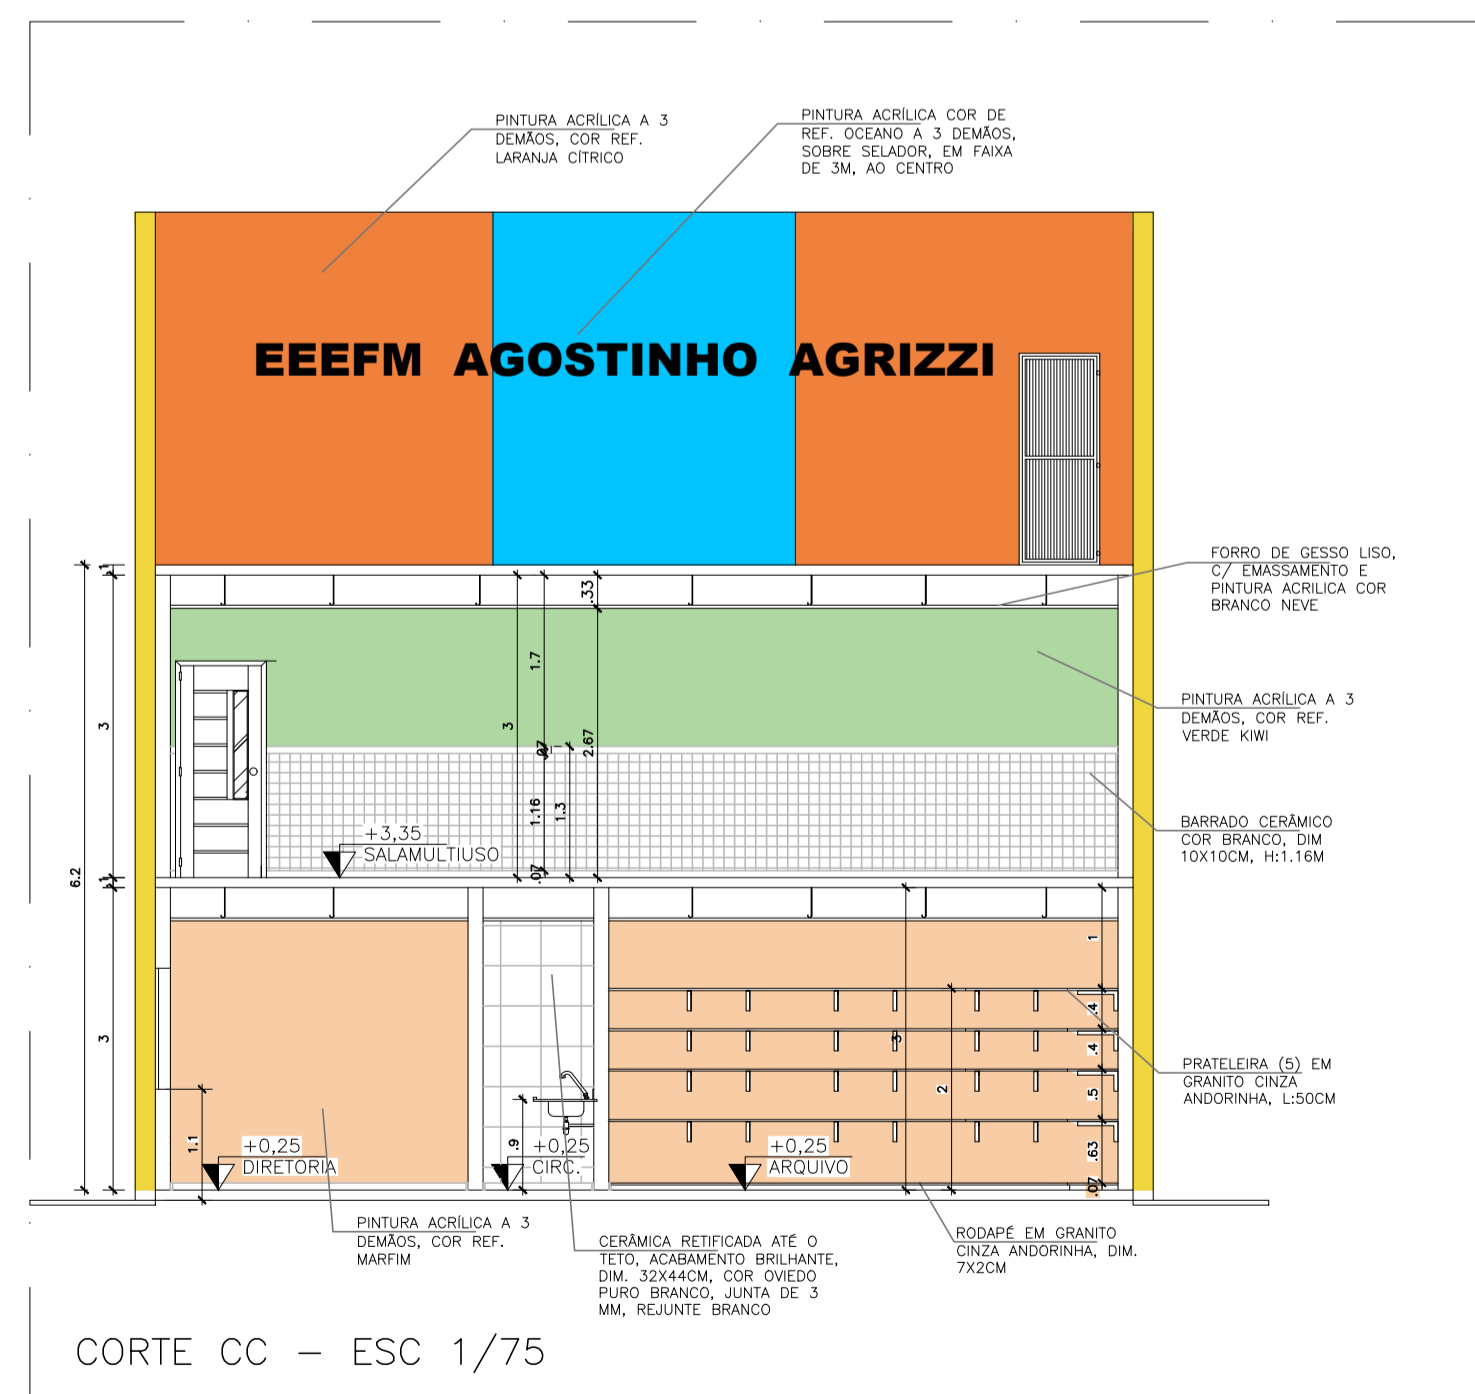 PINTURA ACRÍLICA A 3
DEMÃOS, COR REF.
LARANJA CÍTRICO
PINTURA ACRÍLICA COR DE
REF. OCEANO A 3 DEMÃOS,
SOBRE SELADOR, EM FAIXA
DE 3M, AO CENTRO
EEEFM AGOSTINHO AGRIZZI
FORRO DE GESSO LISO,
C/ EMASSAMENTO E
PINTURA ACRILICA COR
BRANCO NEVE
PINTURA ACRÍLICA A 3
DEMÃOS, COR REF.
VERDE KIWI
BARRADO CERÂMICO
COR BRANCO, DIM
10X10CM, H:1.16M
6.2
.1
3
.1
3
3
1.7
.07
1.16
.07
1.3
.33
2.67
+3,35
SALAMULTIUSO
1.1
+0,25
DIRETORIA
.9
+0,25
CIRC.
+0,25
ARQUIVO
3
2
1
.4
.4
.5
.63
.07
PRATELEIRA (5) EM
GRANITO CINZA
ANDORINHA, L:50CM
PINTURA ACRÍLICA A 3
DEMÃOS, COR REF.
MARFIM
CERÂMICA RETIFICADA ATÉ O
TETO, ACABAMENTO BRILHANTE,
DIM. 32X44CM, COR OVIEDO
PURO BRANCO, JUNTA DE 3
MM, REJUNTE BRANCO
RODAPÉ EM GRANITO
CINZA ANDORINHA, DIM.
7X2CM
CORTE CC – ESC 1/75